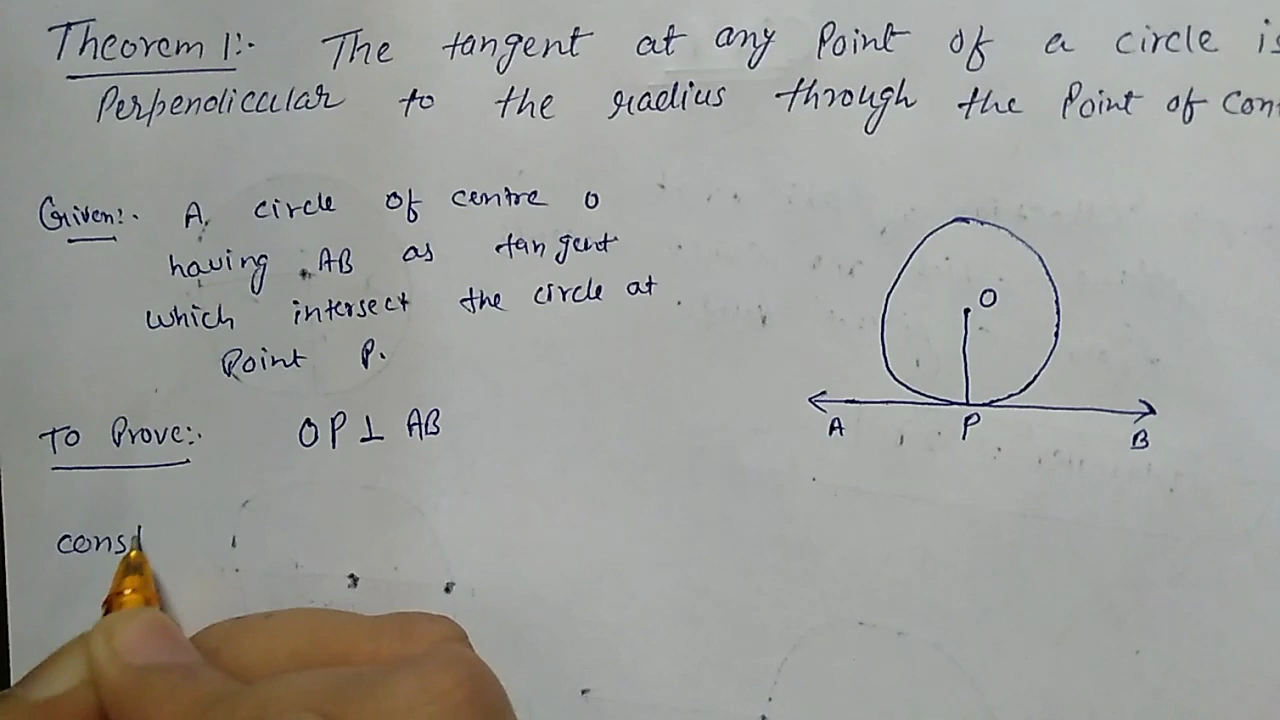 Theorem 1:- The tangent at any Point of a circle is
Perpendicular to the radius through the Point of Con
Given:- A circle of centre O
having AB as tangent
which intersect the circle at
Point P.
To Prove:- OP ⊥ AB
cons
O
A
P
B